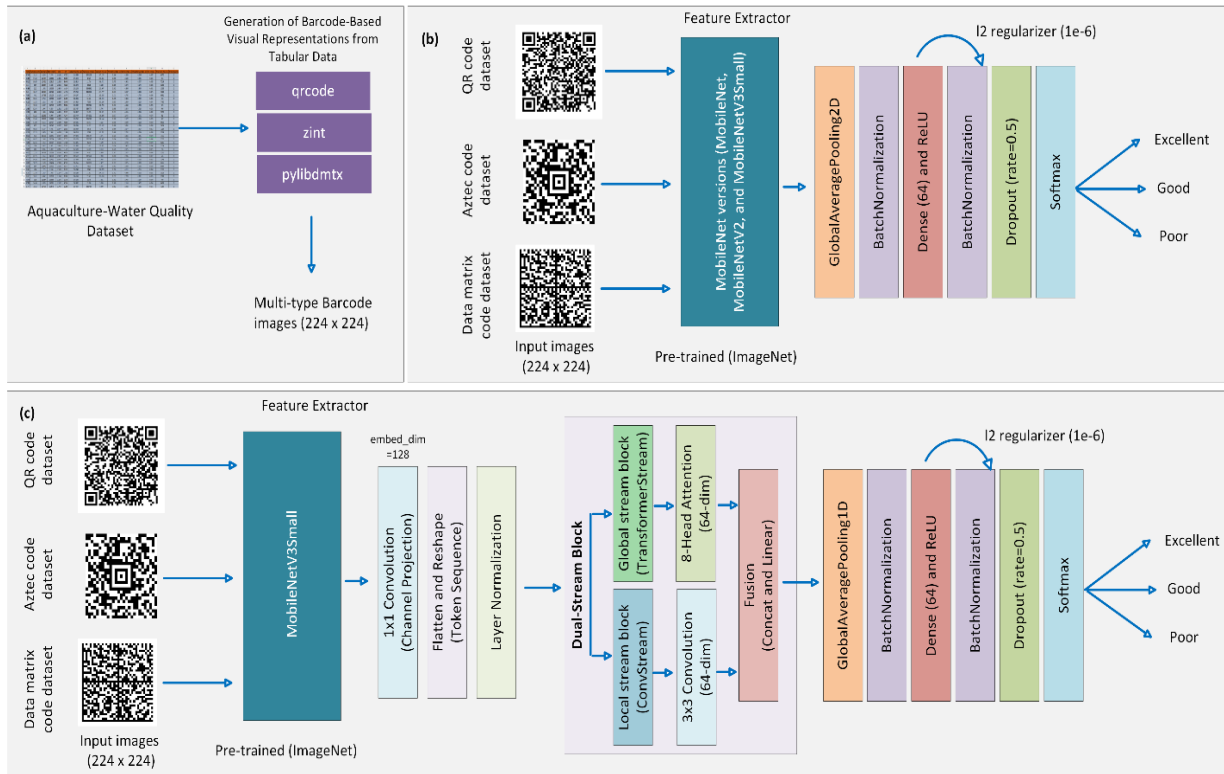 (a)
Generation of Barcode-Based
Visual Representations from
Tabular Data
qrcode
zint
pylibdmtx
Aquaculture-Water Quality
Dataset
Multi-type Barcode
images (224 x 224)
(b)
Feature Extractor
QR code
dataset
Aztec code
dataset
Data matrix
code dataset
Input images
(224 x 224)
MobileNet versions (MobileNet,
MobileNetV2, and MobileNetV3Small)
Pre-trained (ImageNet)
l2 regularizer (1e-6)
GlobalAveragePooling2D
BatchNormalization
Dense (64) and ReLU
BatchNormalization
Dropout (rate=0.5)
Softmax
Excellent
Good
Poor
(c)
Feature Extractor
QR code
dataset
Aztec code
dataset
Data matrix
code dataset
Input images
(224 x 224)
MobileNetV3Small
Pre-trained (ImageNet)
embed_dim
=128
1x1 Convolution
(Channel Projection)
Flatten and Reshape
(Token Sequence)
Layer Normalization
Dual-Stream Block
Global stream block
(TransformerStream)
8-Head Attention
(64-dim)
Local stream block
(ConvStream)
3x3 Convolution
(64-dim)
Fusion
(Concat and Linear)
l2 regularizer (1e-6)
GlobalAveragePooling1D
BatchNormalization
Dense (64) and ReLU
BatchNormalization
Dropout (rate=0.5)
Softmax
Excellent
Good
Poor